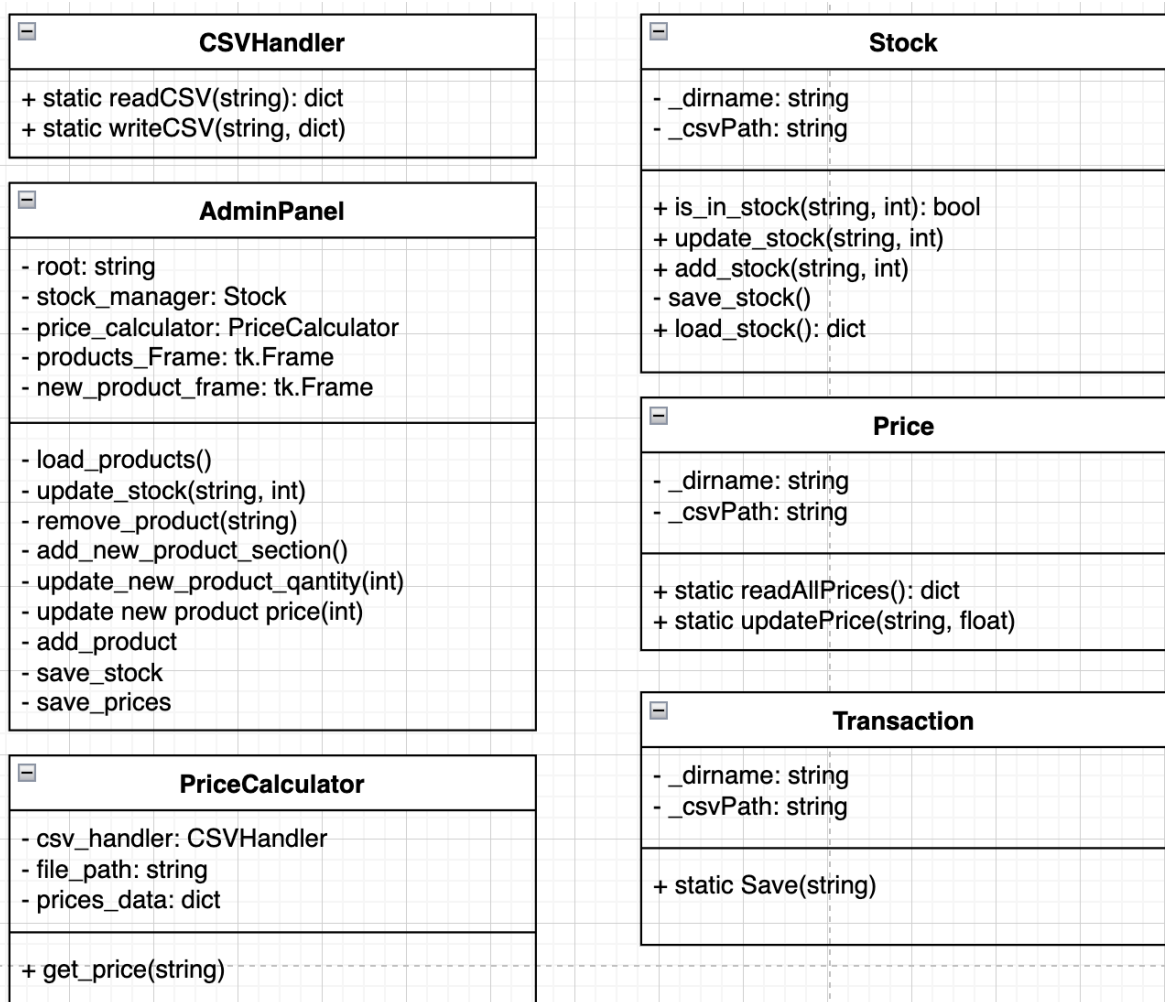 CSVHandler
+ static readCSV(string): dict
+ static writeCSV(string, dict)
AdminPanel
- root: string
- stock_manager: Stock
- price_calculator: PriceCalculator
- products_Frame: tk.Frame
- new_product_frame: tk.Frame
- load_products()
- update_stock(string, int)
- remove_product(string)
- add_new_product_section()
- update_new_product_qantity(int)
- update new product price(int)
- add_product
- save_stock
- save_prices
PriceCalculator
- csv_handler: CSVHandler
- file_path: string
- prices_data: dict
+ get_price(string)
Stock
- _dirname: string
- _csvPath: string
+ is_in_stock(string, int): bool
+ update_stock(string, int)
+ add_stock(string, int)
- save_stock()
+ load_stock(): dict
Price
- _dirname: string
- _csvPath: string
+ static readAllPrices(): dict
+ static updatePrice(string, float)
Transaction
- _dirname: string
- _csvPath: string
+ static Save(string)